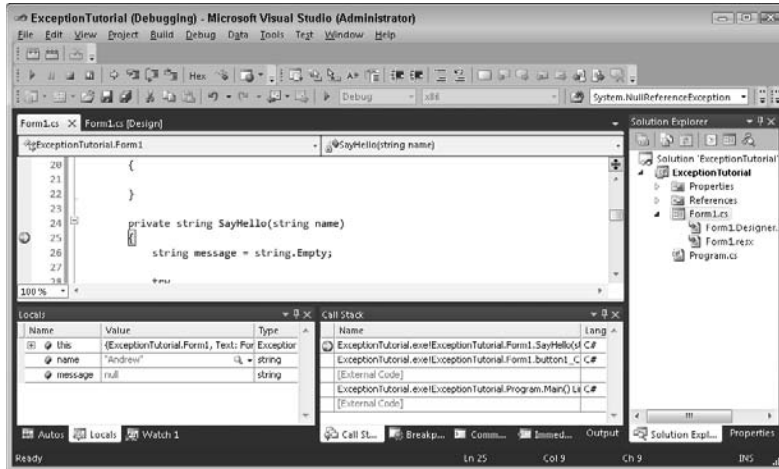 ExceptionTutorial (Debugging) - Microsoft Visual Studio (Administrator)
File Edit View Project Build Debug Data Tools Test Window Help
Hex
Debug x86 System.NullReferenceException
Form1.cs Form1.cs [Design]
ExceptionTutorial.Form1 SayHello(string name)
20 {
21
22 }
23
24 private string SayHello(string name)
25 {
26 string message = string.Empty;
27
28 try
100 %
Solution Explorer
Solution 'ExceptionTutorial'
ExceptionTutorial
Properties
References
Form1.cs
Form1.Designer.
Form1.resx
Program.cs
Locals
Name Value Type
this {ExceptionTutorial.Form1, Text: For Exception
name "Andrew" string
message null string
Autos Locals Watch 1
Call Stack
Name Lang
ExceptionTutorial.exe!ExceptionTutorial.Form1.SayHello(st C#
ExceptionTutorial.exe!ExceptionTutorial.Form1.button1_C C#
[External Code]
ExceptionTutorial.exe!ExceptionTutorial.Program.Main() Li C#
[External Code]
Call St... Breakp... Comm... Immed... Output
Solution Expl... Properties
Ready Ln 25 Col 9 Ch 9 INS